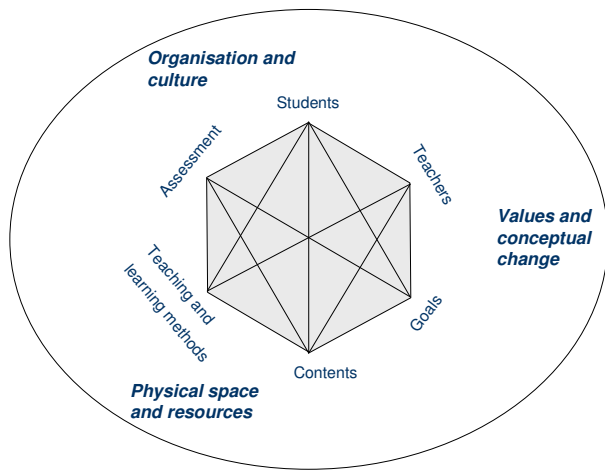 Organisation and
culture
Students
Assessment
Teachers
Values and
conceptual
change
Teaching and
learning methods
Goals
Contents
Physical space
and resources